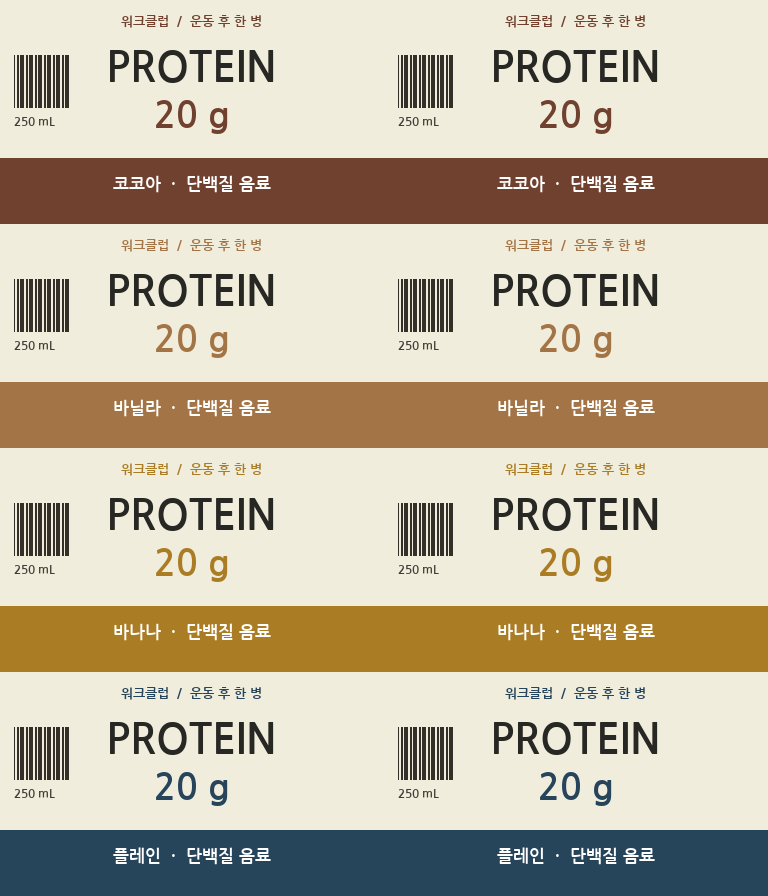 워크클럽 / 운동 후 한 병
PROTEIN
20 g
250 mL
코코아 · 단백질 음료
워크클럽 / 운동 후 한 병
PROTEIN
20 g
250 mL
코코아 · 단백질 음료
워크클럽 / 운동 후 한 병
PROTEIN
20 g
250 mL
바닐라 · 단백질 음료
워크클럽 / 운동 후 한 병
PROTEIN
20 g
250 mL
바닐라 · 단백질 음료
워크클럽 / 운동 후 한 병
PROTEIN
20 g
250 mL
바나나 · 단백질 음료
워크클럽 / 운동 후 한 병
PROTEIN
20 g
250 mL
바나나 · 단백질 음료
워크클럽 / 운동 후 한 병
PROTEIN
20 g
250 mL
플레인 · 단백질 음료
워크클럽 / 운동 후 한 병
PROTEIN
20 g
250 mL
플레인 · 단백질 음료